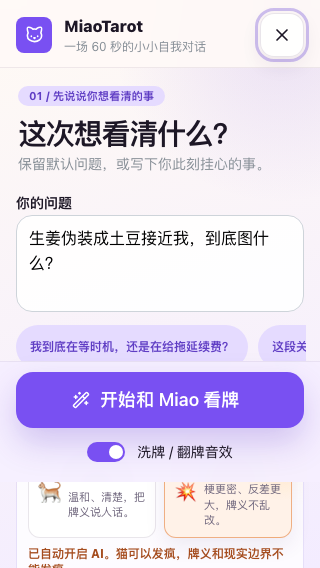 MiaoTarot
一场 60 秒的小小自我对话
01 / 先说说你想看清的事
这次想看清什么？
保留默认问题，或写下你此刻挂心的事。
你的问题
生姜伪装成土豆接近我，到底图什
么？
我到底在等时机，还是在给拖延续费？
这段关
开始和 Miao 看牌
洗牌 / 翻牌音效
温和、清楚，把
牌义说人话。
梗更密、反差更
大，牌义不乱
改。
已自动开启 AI。猫可以发疯，牌义和现实边界不
能发疯